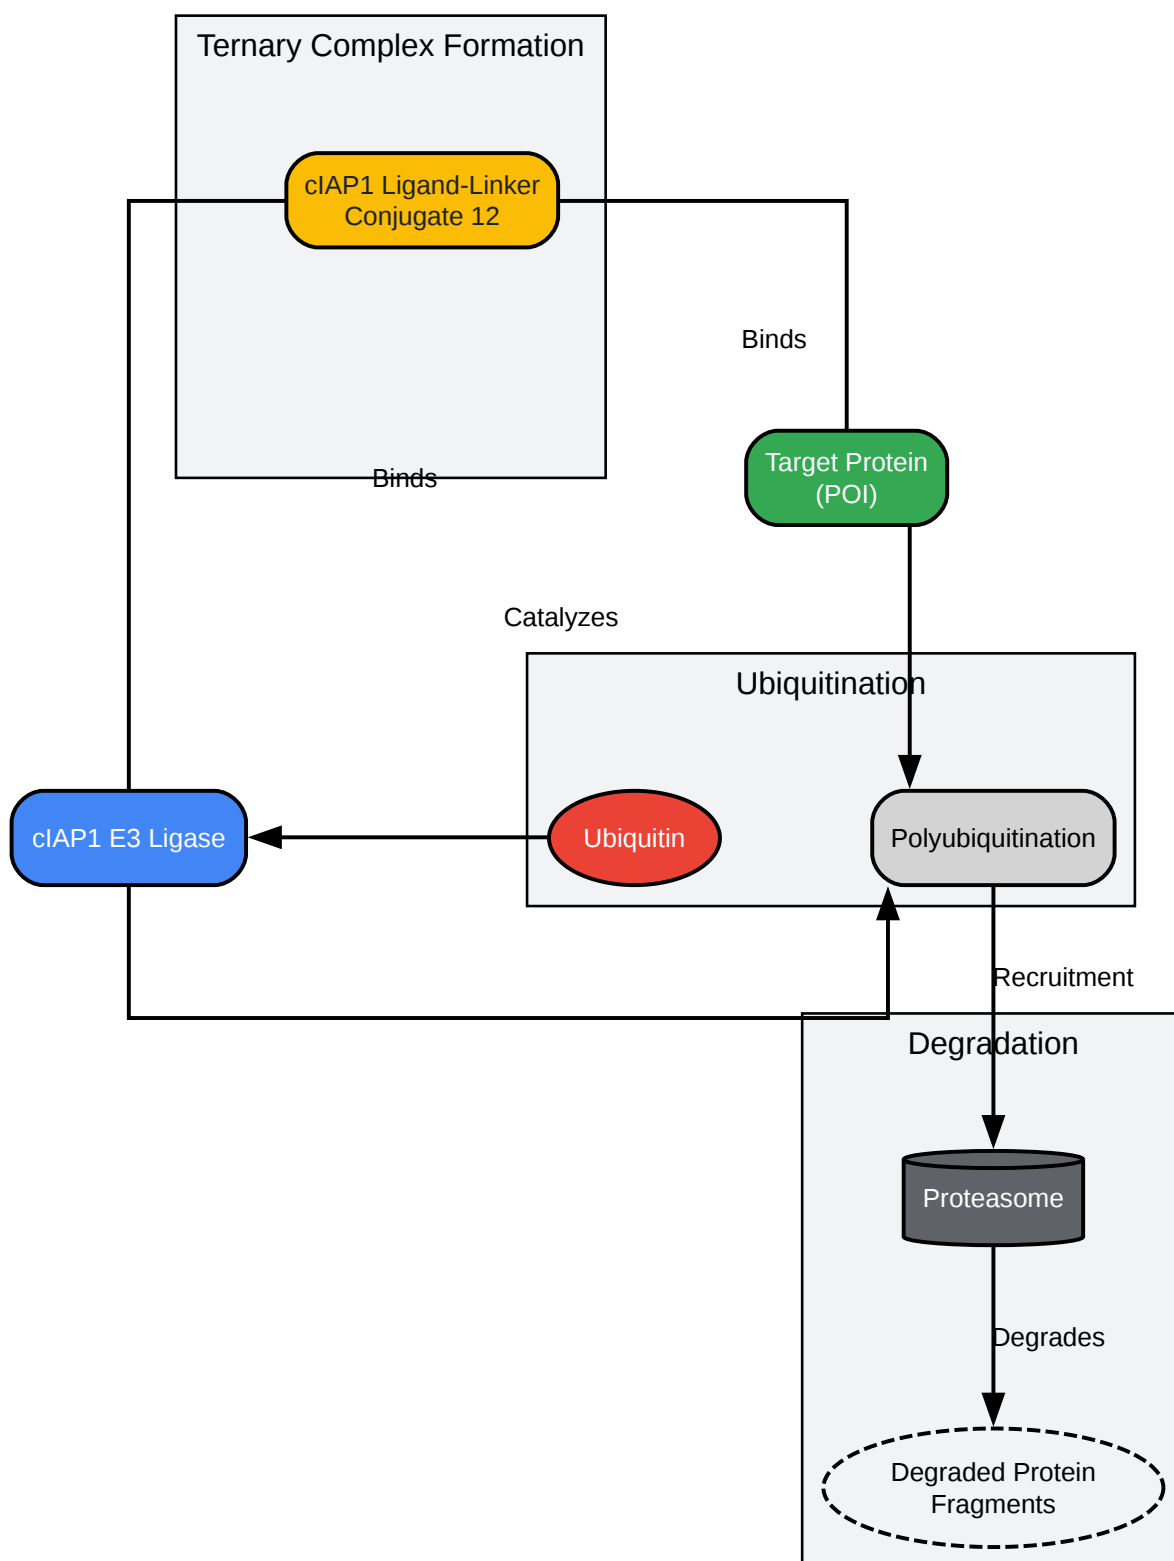 Ternary Complex Formation
cIAP1 Ligand-Linker
Conjugate 12
Binds
Target Protein
(POI)
Binds
Catalyzes
Ubiquitination
cIAP1 E3 Ligase
Ubiquitin
Polyubiquitination
Recruitment
Degradation
Proteasome
Degrades
Degraded Protein
Fragments